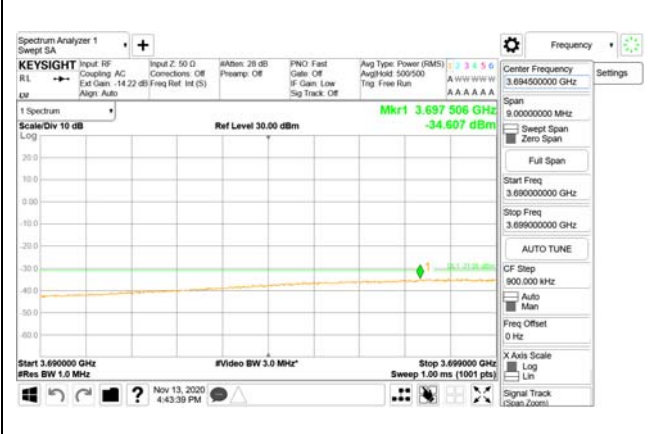 Spectrum Analyzer 1
Swept SA
Frequency
KEYSIGHT
RL
Input: RF
Coupling: AC
Ext Gain: -14.22 dB
Align: Auto
Input Z: 50 Ω
Corrections: Off
Freq Ref: Int (S)
#Atten: 28 dB
Preamp: Off
PNO: Fast
Gate: Off
IF Gain: Low
Sig Track: Off
Avg Type: Power (RMS)
Avg|Hold: 500/500
Trig: Free Run
1 2 3 4 5 6
A W W W W W
A A A A A A
Center Frequency
3.694500000 GHz
Settings
Span
9.00000000 MHz
Swept Span
Zero Span
Full Span
Start Freq
3.690000000 GHz
Stop Freq
3.699000000 GHz
AUTO TUNE
CF Step
900.000 kHz
Auto
Man
Freq Offset
0 Hz
X Axis Scale
Log
Lin
Signal Track
(Span Zoom)
1 Spectrum
Mkr1 3.697 506 GHz
-34.607 dBm
Scale/Div 10 dB
Ref Level 30.00 dBm
Log
20.0
10.0
0.00
-10.0
-20.0
-30.0
-40.0
-50.0
-60.0
1
Start 3.690000 GHz
#Video BW 3.0 MHz*
Stop 3.699000 GHz
#Res BW 1.0 MHz
Sweep 1.00 ms (1001 pts)
Nov 13, 2020
4:43:39 PM